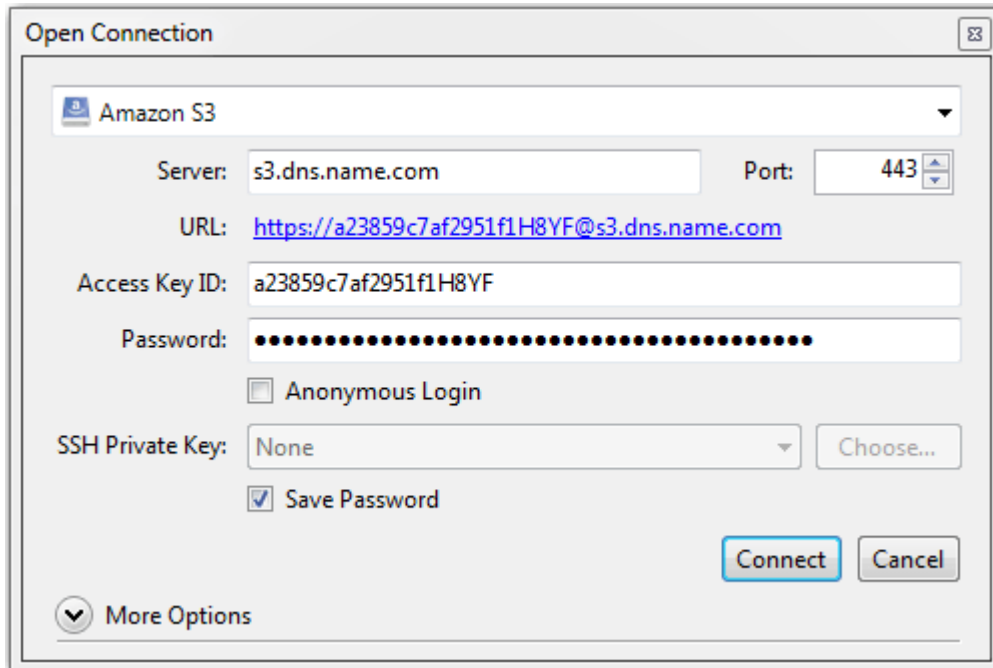 Open Connection
Amazon S3
Server: s3.dns.name.com Port: 443
URL: https://a23859c7af2951f1H8YF@s3.dns.name.com
Access Key ID: a23859c7af2951f1H8YF
Password: ••••••••••••••••••••••••••••••••••••••••
Anonymous Login
SSH Private Key: None Choose...
Save Password
Connect Cancel
More Options